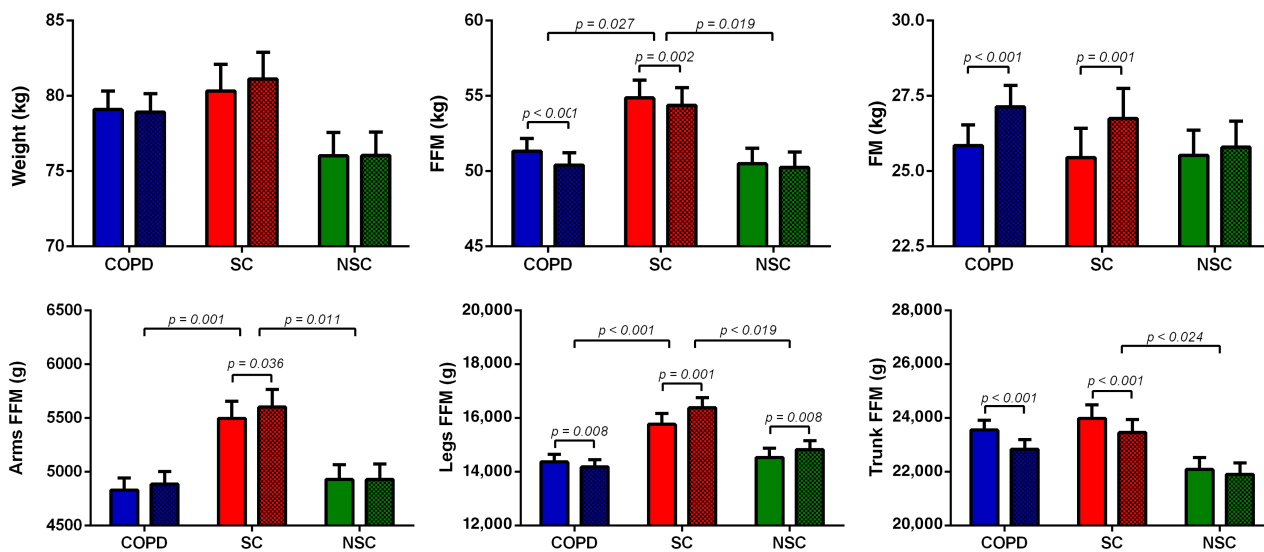 85
80
75
70
Weight (kg)
COPD SC NSC
60
55
50
45
FFM (kg)
p = 0.027
p = 0.019
p = 0.002
p < 0.001
COPD SC NSC
30.0
27.5
25.0
22.5
FM (kg)
p < 0.001
p = 0.001
COPD SC NSC
6500
6000
5500
5000
4500
Arms FFM (g)
p = 0.001
p = 0.011
p = 0.036
COPD SC NSC
20,000
18,000
16,000
14,000
12,000
Legs FFM (g)
p < 0.001
p < 0.019
p = 0.001
p = 0.008
p = 0.008
COPD SC NSC
28,000
26,000
24,000
22,000
20,000
Trunk FFM (g)
p < 0.024
p < 0.001
p < 0.001
COPD SC NSC